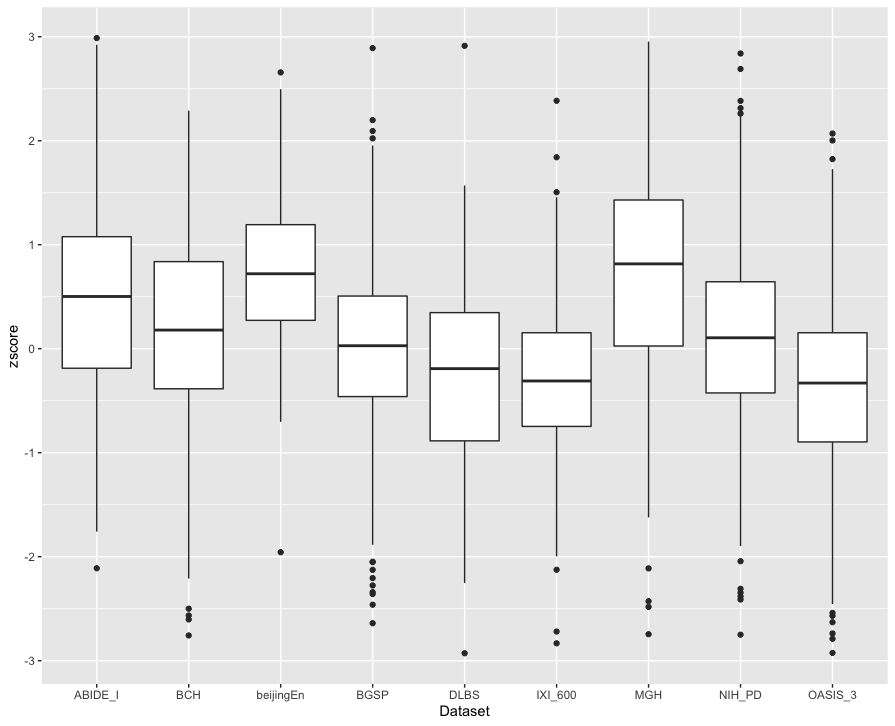 zscore
3
2
1
0
-1
-2
-3
ABIDE_I BCH beijingEn BGSP DLBS IXI_600 MGH NIH_PD OASIS_3
Dataset